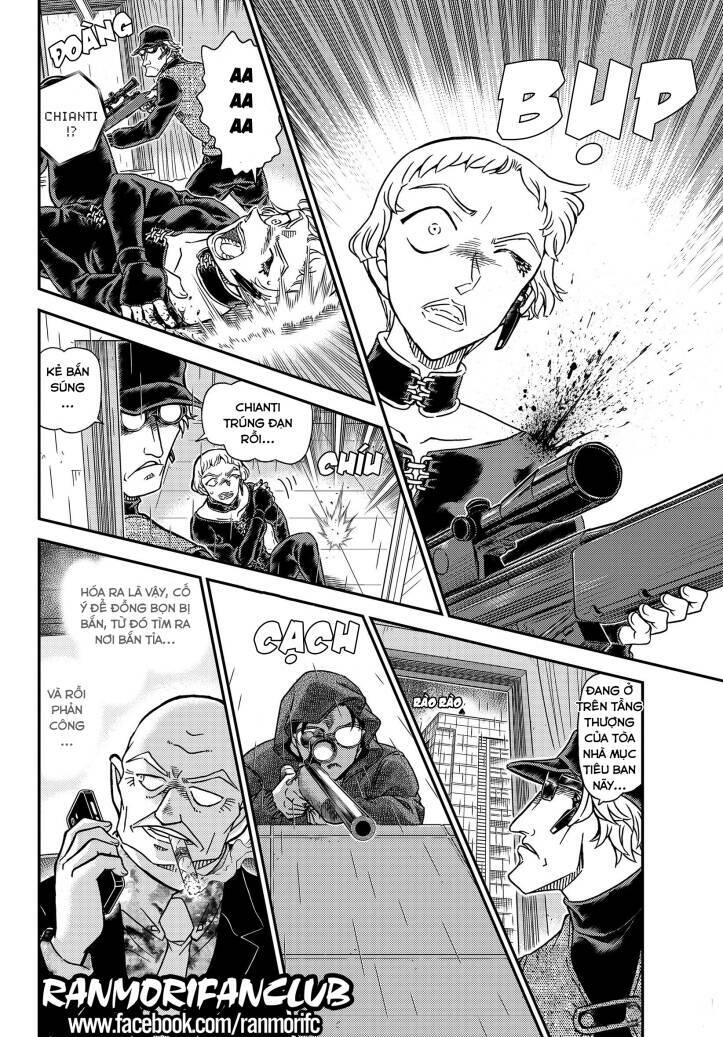 BỤP
ĐOÀNG
AA
AA
AA
CHIANTI
!?
CHIANTI
TRÚNG ĐẠN
RỒI...
KẺ BẮN
SÚNG
...
CHÍU
ĐANG Ở
TRÊN TẦNG
THƯỢNG
CỦA TÒA
NHÀ MỤC
TIÊU BAN
NÃY...
RÀO RÀO
CẠCH
HÓA RA LÀ VẬY, CỐ
Ý ĐỂ ĐỒNG BỌN BỊ
BẮN, TỪ ĐÓ TÌM RA
NƠI BẮN TỈA...
VÀ RỒI
PHẢN
CÔNG
...
RANMORIFANCLUB
www.facebook.com/ranmorifc